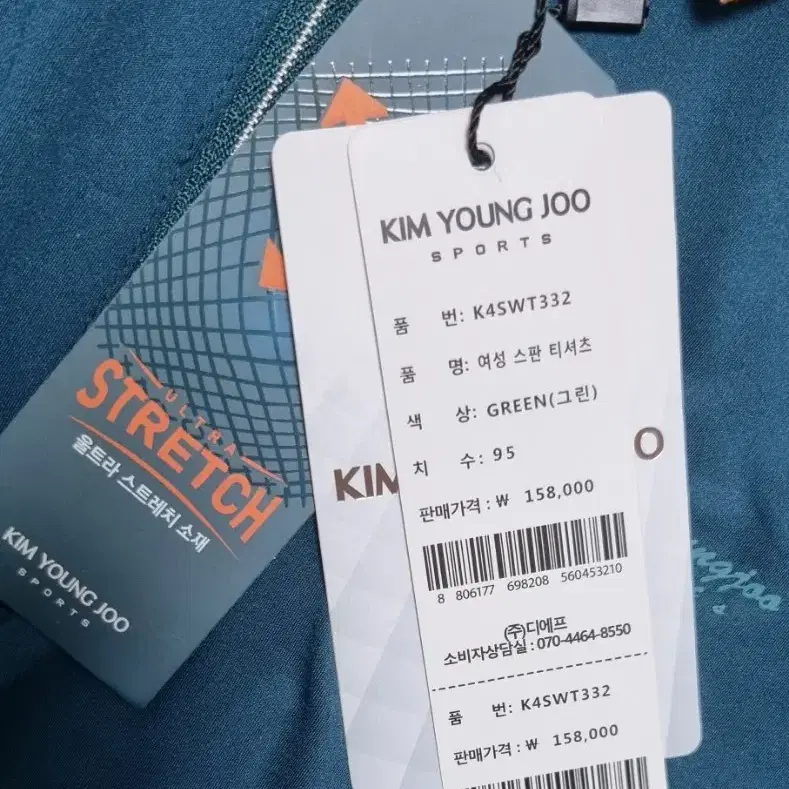 ULTRA
STRETCH
울트라 스트레치 소재
KIM YOUNG JOO
SPORTS
KIM YOUNG JOO
SPORTS
품 번: K4SWT332
품 명: 여성 스판 티셔츠
색 상: GREEN(그린)
치 수: 95
판매가격 : ₩ 158,000
8 806177 698208 560453210
(주)디에프
소비자상담실 : 070-4464-8550
품 번: K4SWT332
판매가격 : ₩ 158,000
KIM
O
ngjoo